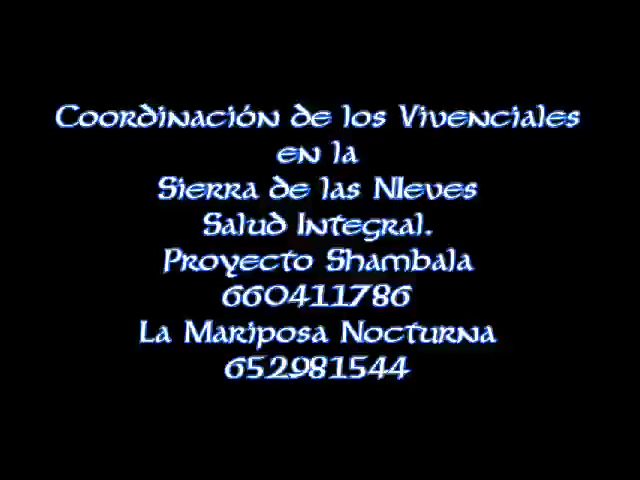 Coordinación de los Vivenciales
en la
Sierra de las NIeves
Salud Integral.
Proyecto Shambala
660411786
La Mariposa Nocturna
652981544